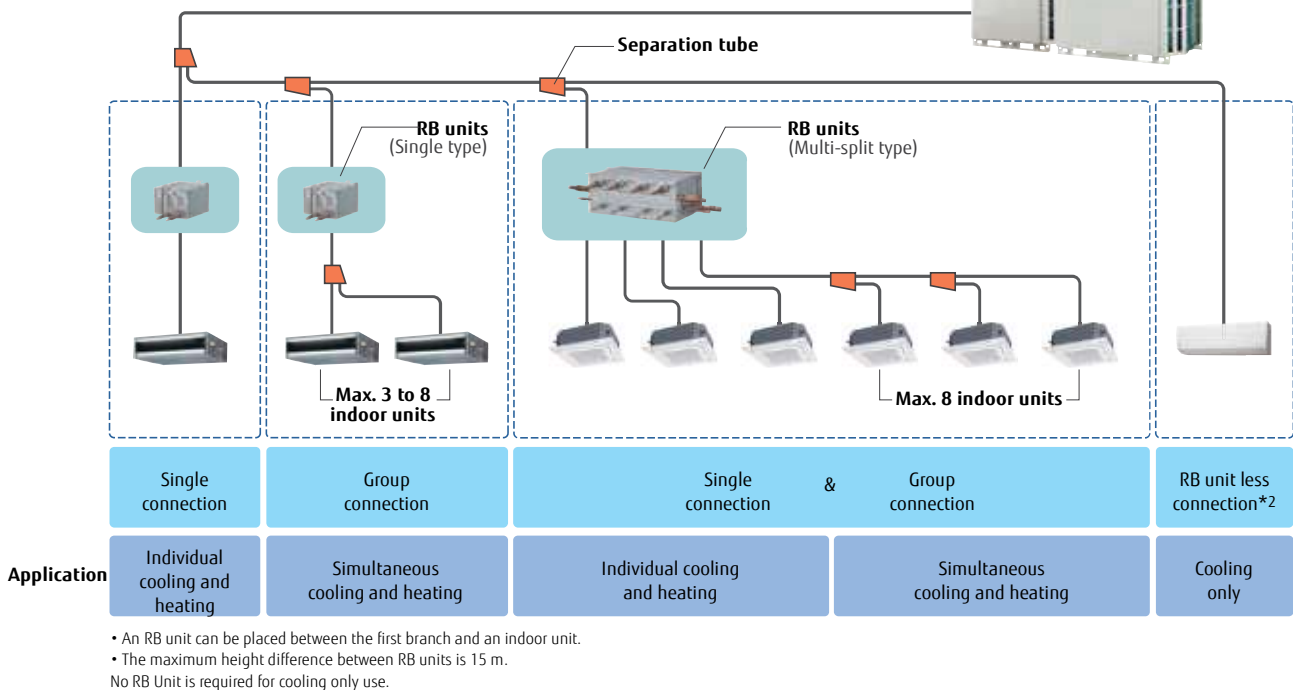 Separation tube
RB units
(Single type)
RB units
(Multi-split type)
Max. 3 to 8
indoor units
Max. 8 indoor units
Single
connection
Group
connection
Single
connection
&
Group
connection
RB unit less
connection*2
Application
Individual
cooling and
heating
Simultaneous
cooling and heating
Individual cooling
and heating
Simultaneous
cooling and heating
Cooling
only
• An RB unit can be placed between the first branch and an indoor unit.
• The maximum height difference between RB units is 15 m.
No RB Unit is required for cooling only use.